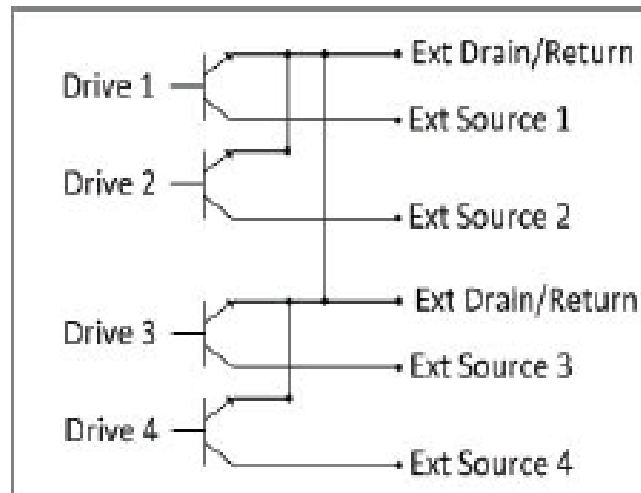 Ext Drain/Return
Drive 1
Ext Source 1
Drive 2
Ext Source 2
Ext Drain/Return
Drive 3
Ext Source 3
Drive 4
Ext Source 4